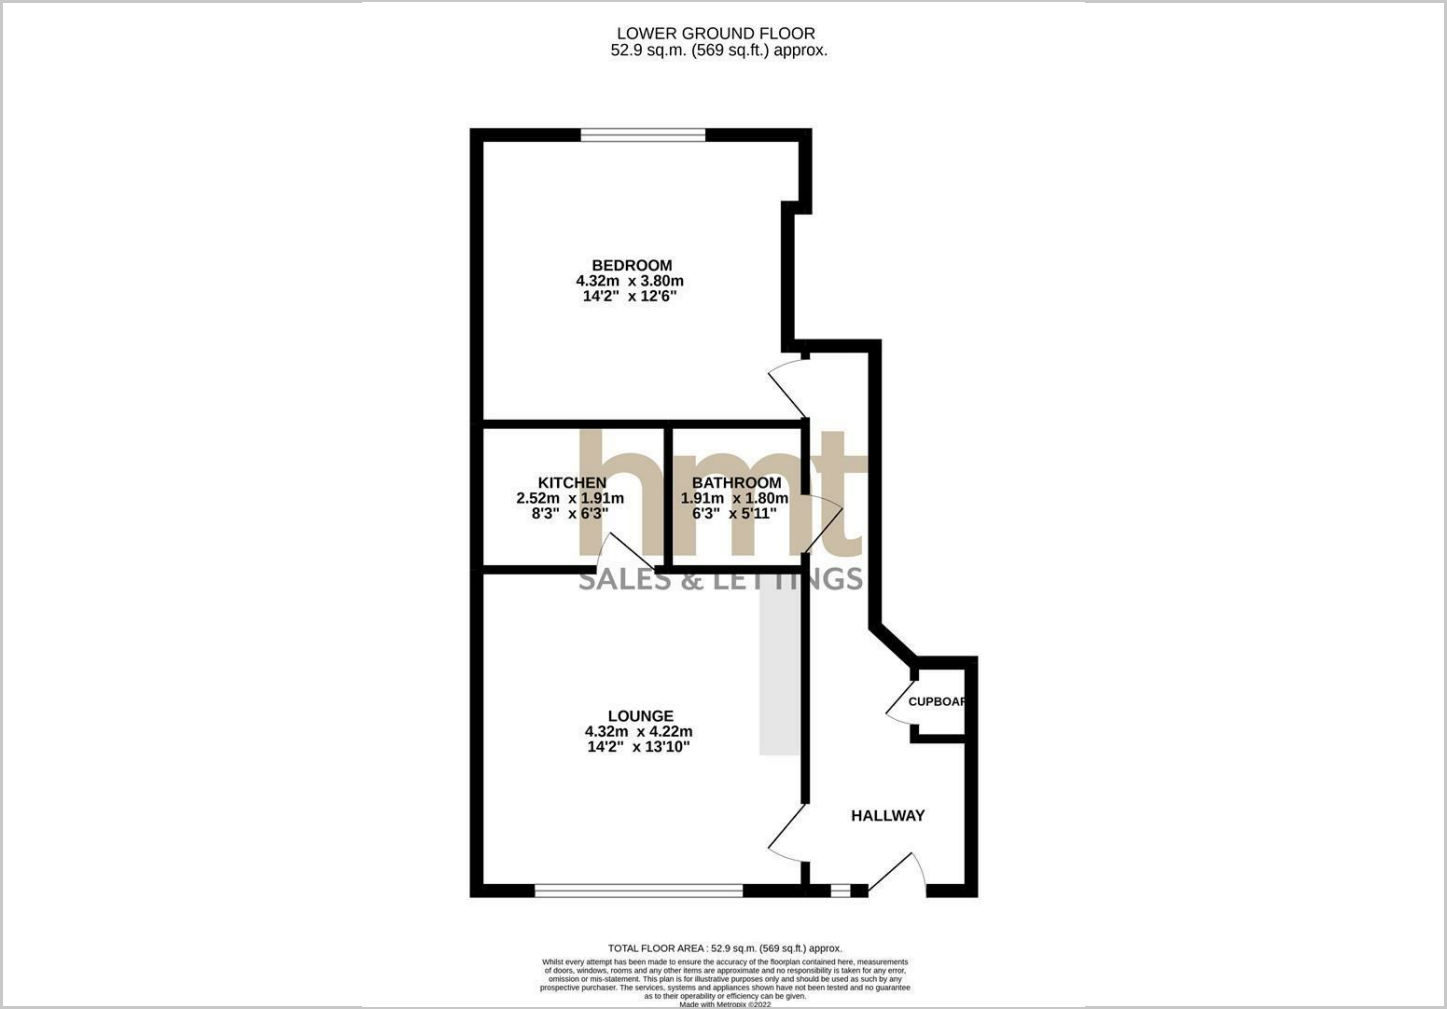 LOWER GROUND FLOOR
52.9 sq.m. (569 sq.ft.) approx.
BEDROOM
4.32m x 3.80m
14'2" x 12'6"
hmt
KITCHEN
2.52m x 1.91m
8'3" x 6'3"
BATHROOM
1.91m x 1.80m
6'3" x 5'11"
SALES & LETTINGS
CUPBOAR
LOUNGE
4.32m x 4.22m
14'2" x 13'10"
HALLWAY
TOTAL FLOOR AREA : 52.9 sq.m. (569 sq.ft.) approx.
Whilst every attempt has been made to ensure the accuracy of the floorplan contained here, measurements
of doors, windows, rooms and any other items are approximate and no responsibility is taken for any error,
omission or mis-statement. This plan is for illustrative purposes only and should be used as such by any
prospective purchaser. The services, systems and appliances shown have not been tested and no guarantee
as to their operability or efficiency can be given.
Made with Metropix ©2022